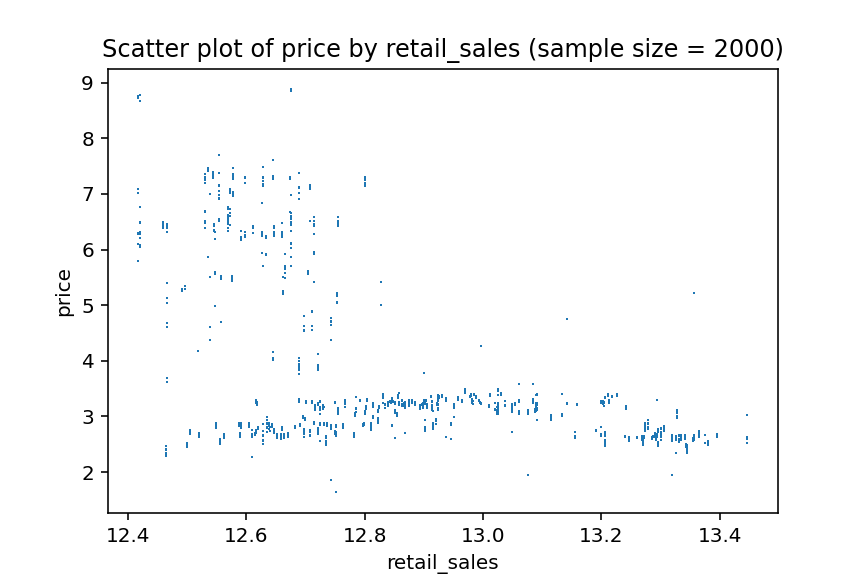 Scatter plot of price by retail_sales (sample size = 2000)
9
8
7
6
5
4
3
2
price
12.4 12.6 12.8 13.0 13.2 13.4
retail_sales